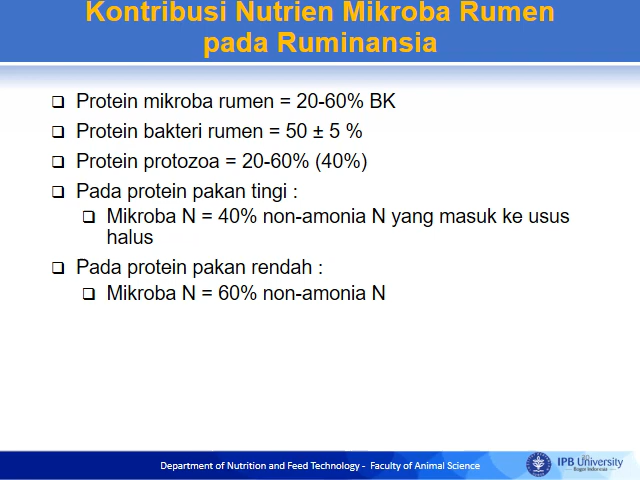 Kontribusi Nutrien Mikroba Rumen
pada Ruminansia
Protein mikroba rumen = 20-60% BK
Protein bakteri rumen = 50 ± 5 %
Protein protozoa = 20-60% (40%)
Pada protein pakan tingi :
Mikroba N = 40% non-amonia N yang masuk ke usus
halus
Pada protein pakan rendah :
Mikroba N = 60% non-amonia N
Department of Nutrition and Feed Technology - Faculty of Animal Science
IPB University
Bogor Indonesia